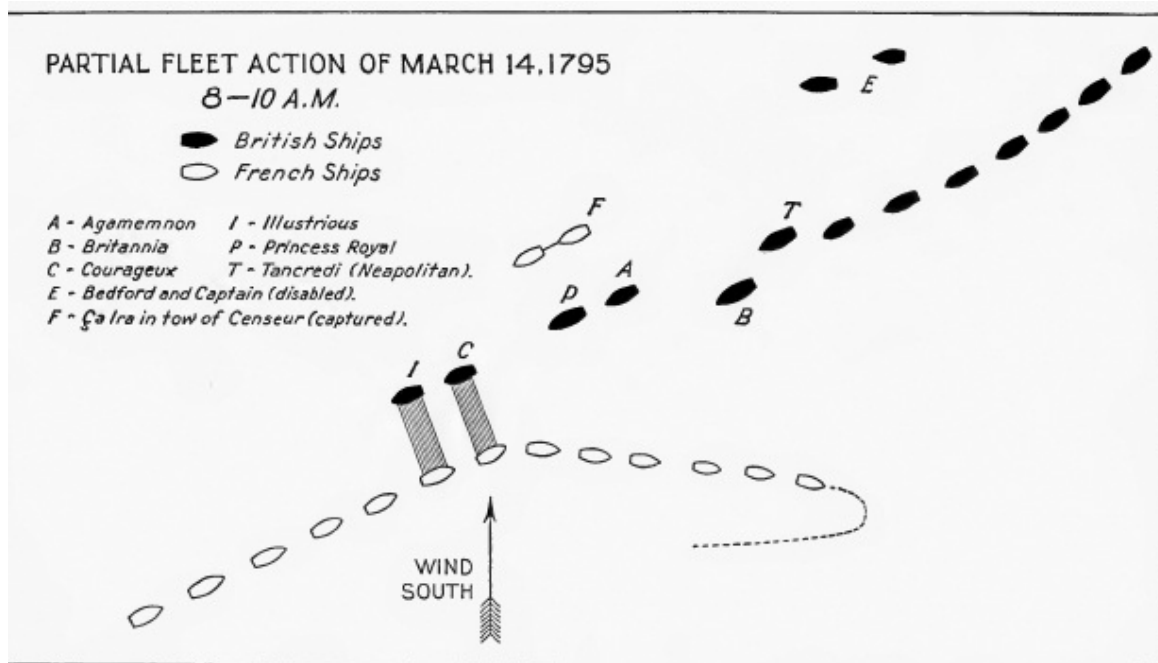 PARTIAL FLEET ACTION OF MARCH 14, 1795
8–10 A.M.
British Ships
French Ships
A - Agamemnon I - Illustrious
B - Britannia P - Princess Royal
C - Courageux T - Tancredi (Neapolitan).
E - Bedford and Captain (disabled).
F - Ça Ira in tow of Censeur (captured).
E
F
T
A
P
B
C
I
WIND
SOUTH